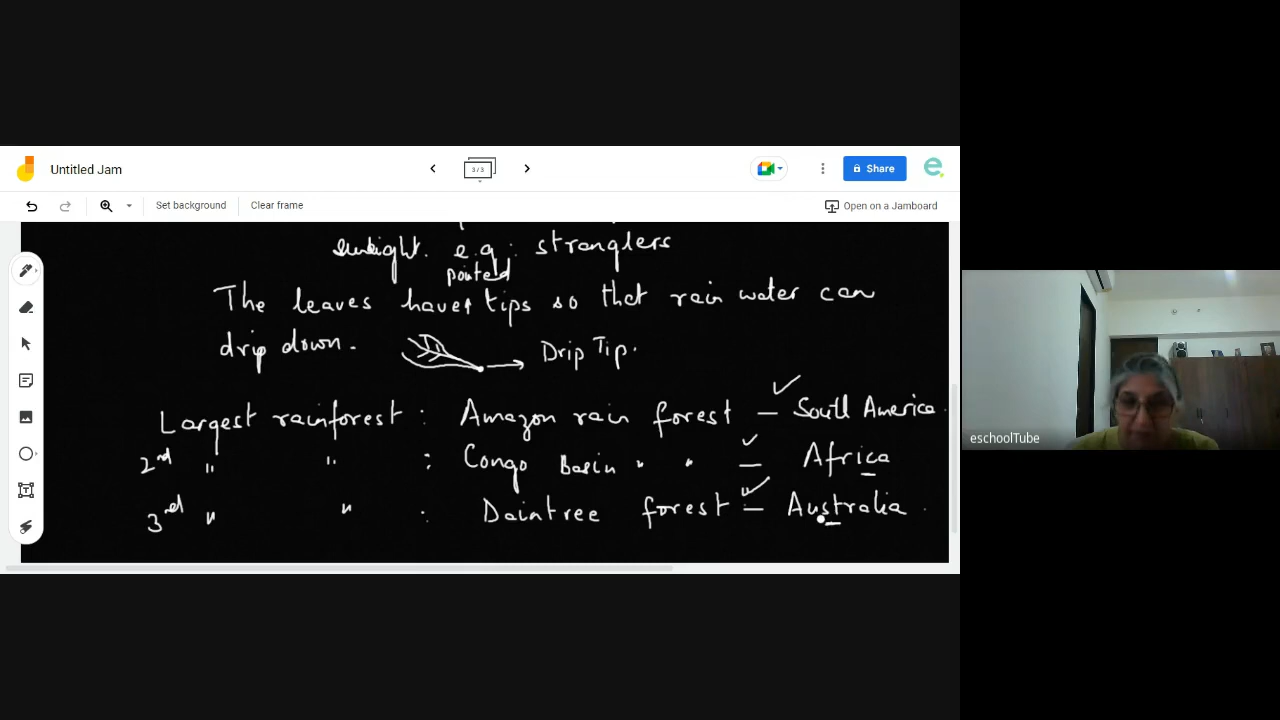 Untitled Jam
3/3
Share
e
Set background
Clear frame
Open on a Jamboard
sunlight. e.g: stranglers
pointed
The leaves have tips so that rain water can
drip down. Drip Tip.
Largest rainforest : Amazon rain forest – South America.
2nd " " : Congo Basin " " – Africa
3rd " " : Daintree forest – Australia.
eschoolTube